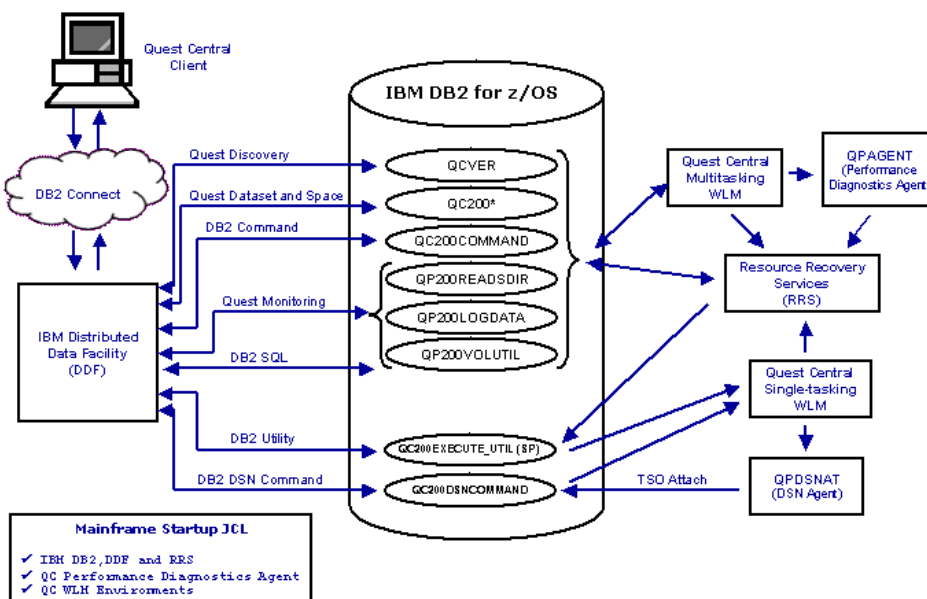 Quest Central
Client
DB2 Connect
IBM Distributed
Data Facility
(DDF)
Quest Discovery
Quest Dataset and Space
DB2 Command
Quest Monitoring
DB2 SQL
DB2 Utility
DB2 DSN Command
IBM DB2 for z/OS
QCVER
QC200*
QC200COMMAND
QP200READSDIR
QP200LOGDATA
QP200VOLUTIL
QC200EXECUTE_UTIL (SP)
QC200DSNCOMMAND
Quest Central
Multitasking
WLM
QPAGENT
(Performance
Diagnostics Agent)
Resource Recovery
Services
(RRS)
Quest Central
Single-tasking
WLM
TSO Attach
QPDSNAT
(DSN Agent)
Mainframe Startup JCL
✓ IBM DB2,DDF and RRS
✓ QC Performance Diagnostics Agent
✓ QC WLM Environments